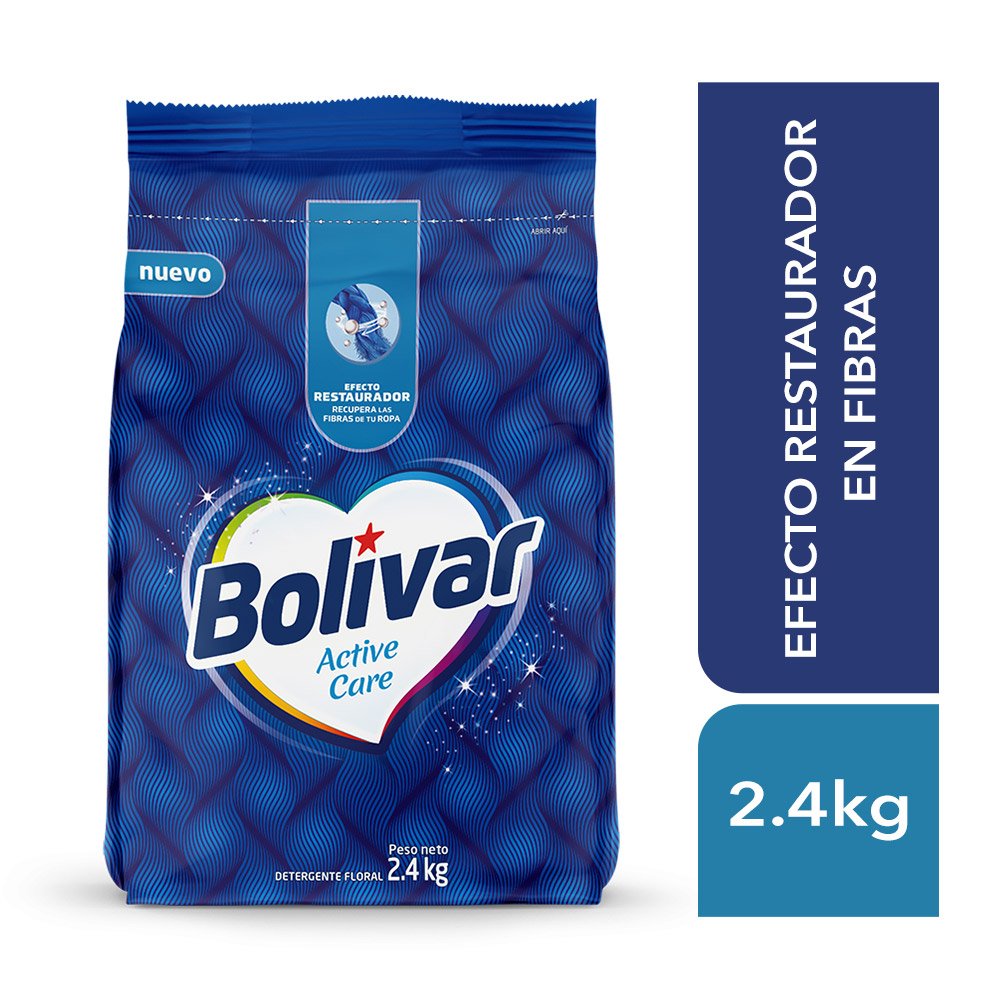 ABRIR AQUÍ
nuevo
EFECTO
RESTAURADOR
RECUPERA LAS
FIBRAS DE TU ROPA
Bolívar
Active
Care
Peso neto
DETERGENTE FLORAL 2.4 kg
EFECTO RESTAURADOR
EN FIBRAS
2.4kg